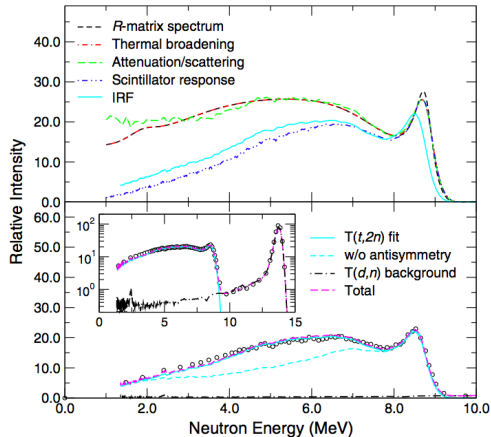 40.0
30.0
20.0
10.0
0.0
R-matrix spectrum
Thermal broadening
Attenuation/scattering
Scintillator response
IRF
Relative Intensity
60.0
50.0
40.0
30.0
20.0
10.0
0.0
10²
10¹
10⁰
0
5
10
15
T(t,2n) fit
w/o antisymmetry
T(d,n) background
Total
0.0 2.0 4.0 6.0 8.0 10.0
Neutron Energy (MeV)